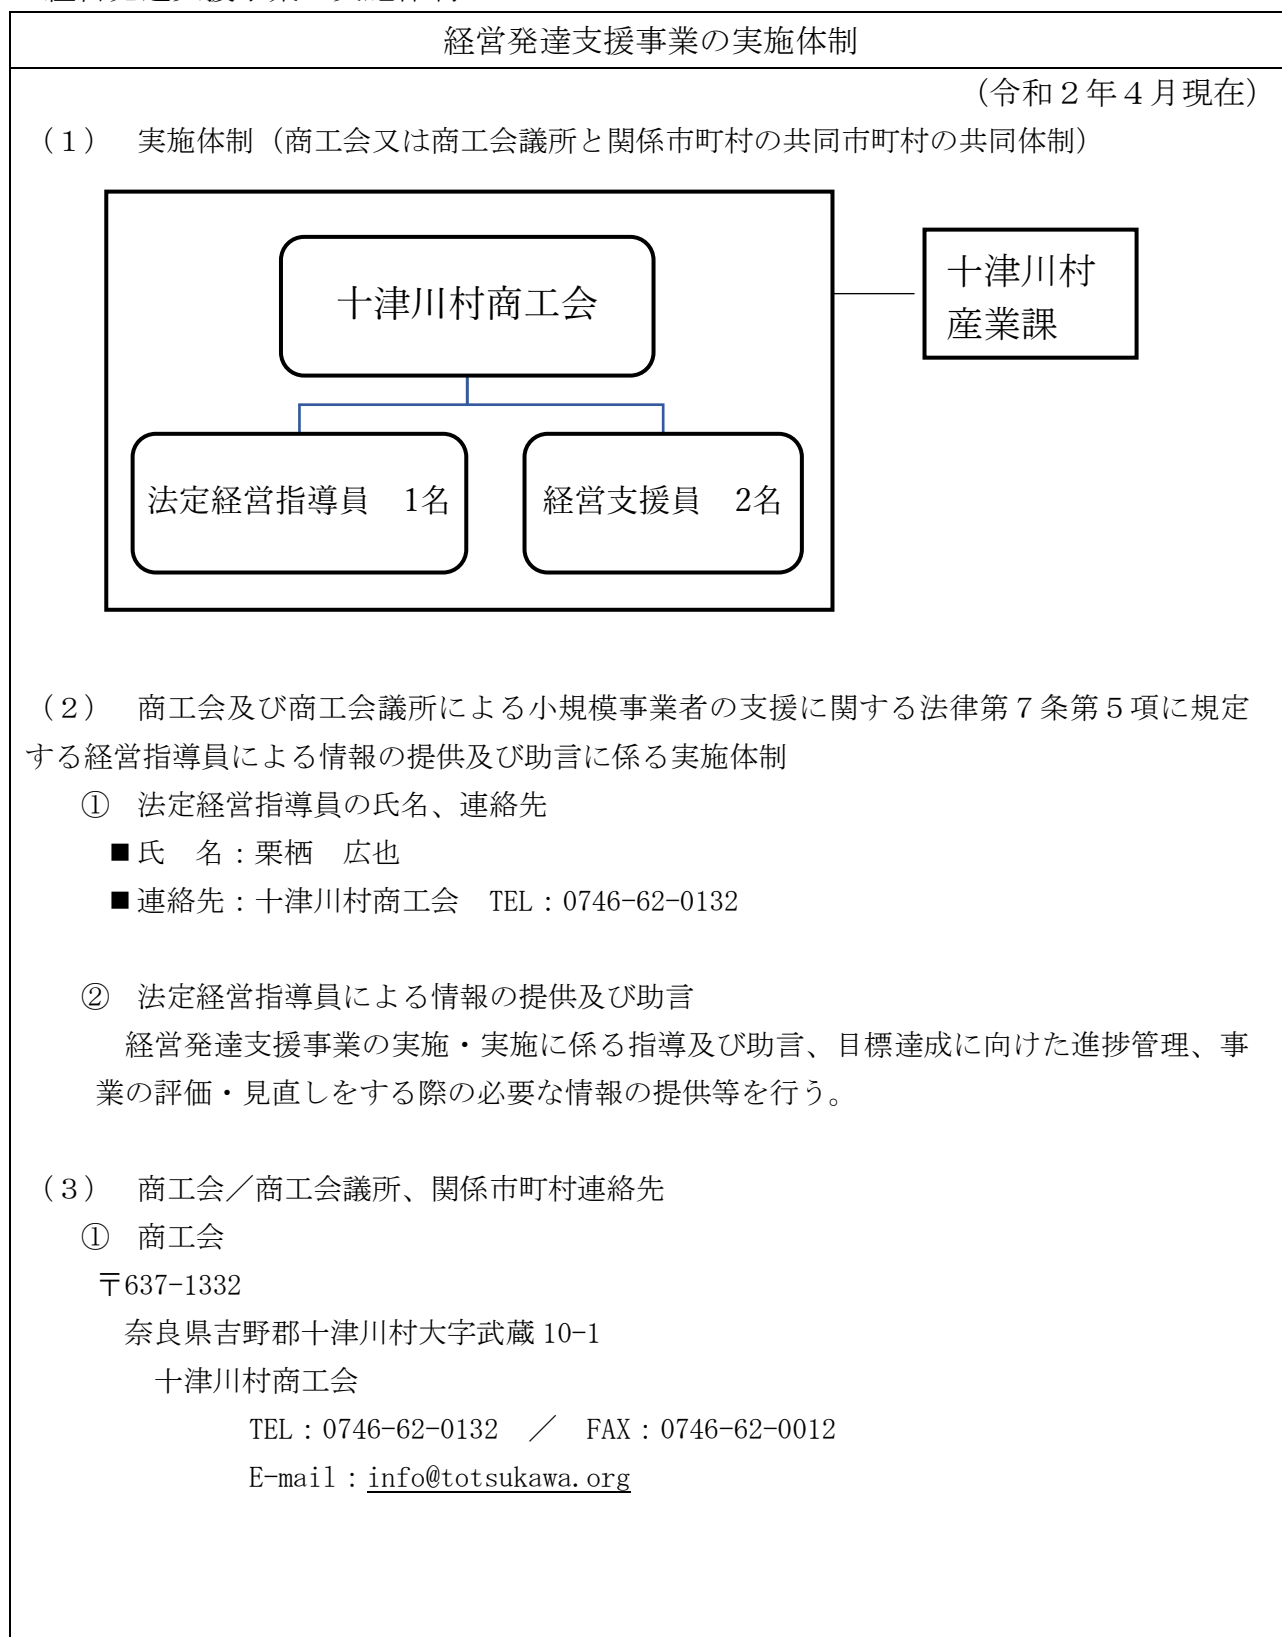 経営発達支援事業の実施体制
(令和2年4月現在)
(1) 実施体制(商工会又は商工会議所と関係市町村の共同市町村の共同体制)
十津川村商工会
十津川村
産業課
法定経営指導員 1名
経営支援員 2名
(2) 商工会及び商工会議所による小規模事業者の支援に関する法律第7条第5項に規定
する経営指導員による情報の提供及び助言に係る実施体制
① 法定経営指導員の氏名、連絡先
■氏 名:栗栖 広也
■連絡先:十津川村商工会 TEL:0746-62-0132
② 法定経営指導員による情報の提供及び助言
経営発達支援事業の実施・実施に係る指導及び助言、目標達成に向けた進捗管理、事
業の評価・見直しをする際の必要な情報の提供等を行う。
(3) 商工会/商工会議所、関係市町村連絡先
① 商工会
〒637-1332
奈良県吉野郡十津川村大字武蔵 10-1
十津川村商工会
TEL:0746-62-0132 / FAX:0746-62-0012
E-mail:info@totsukawa.org